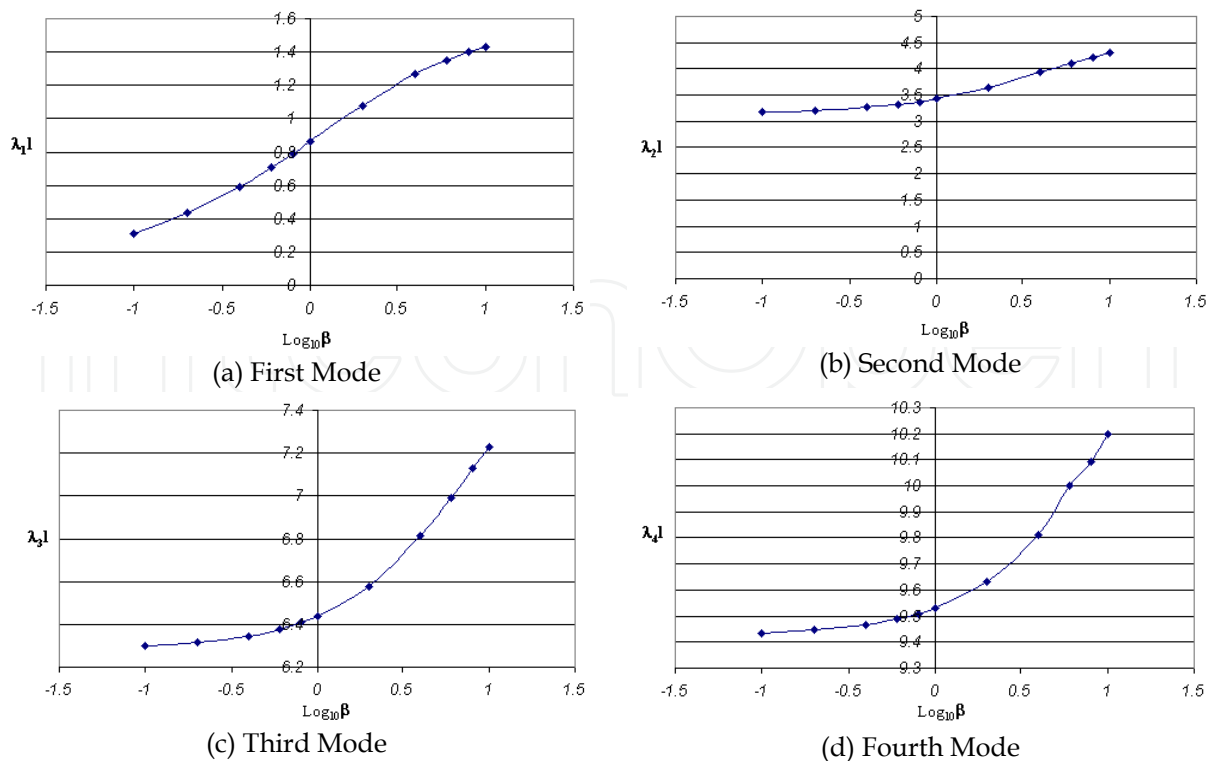 1.6
1.4
1.2
1
0.8
0.6
0.4
0.2
0
λ₁l
-1.5 -1 -0.5 0 0.5 1 1.5
Log₁₀β
(a) First Mode
5
4.5
4
3.5
3
2.5
2
1.5
1
0.5
0
λ₂l
-1.5 -1 -0.5 0 0.5 1 1.5
Log₁₀β
(b) Second Mode
7.4
7.2
7
6.8
6.6
6.4
6.2
λ₃l
-1.5 -1 -0.5 0 0.5 1 1.5
Log₁₀β
(c) Third Mode
10.3
10.2
10.1
10
9.9
9.8
9.7
9.6
9.5
9.4
9.3
λ₄l
-1.5 -1 -0.5 0 0.5 1 1.5
Log₁₀β
(d) Fourth Mode